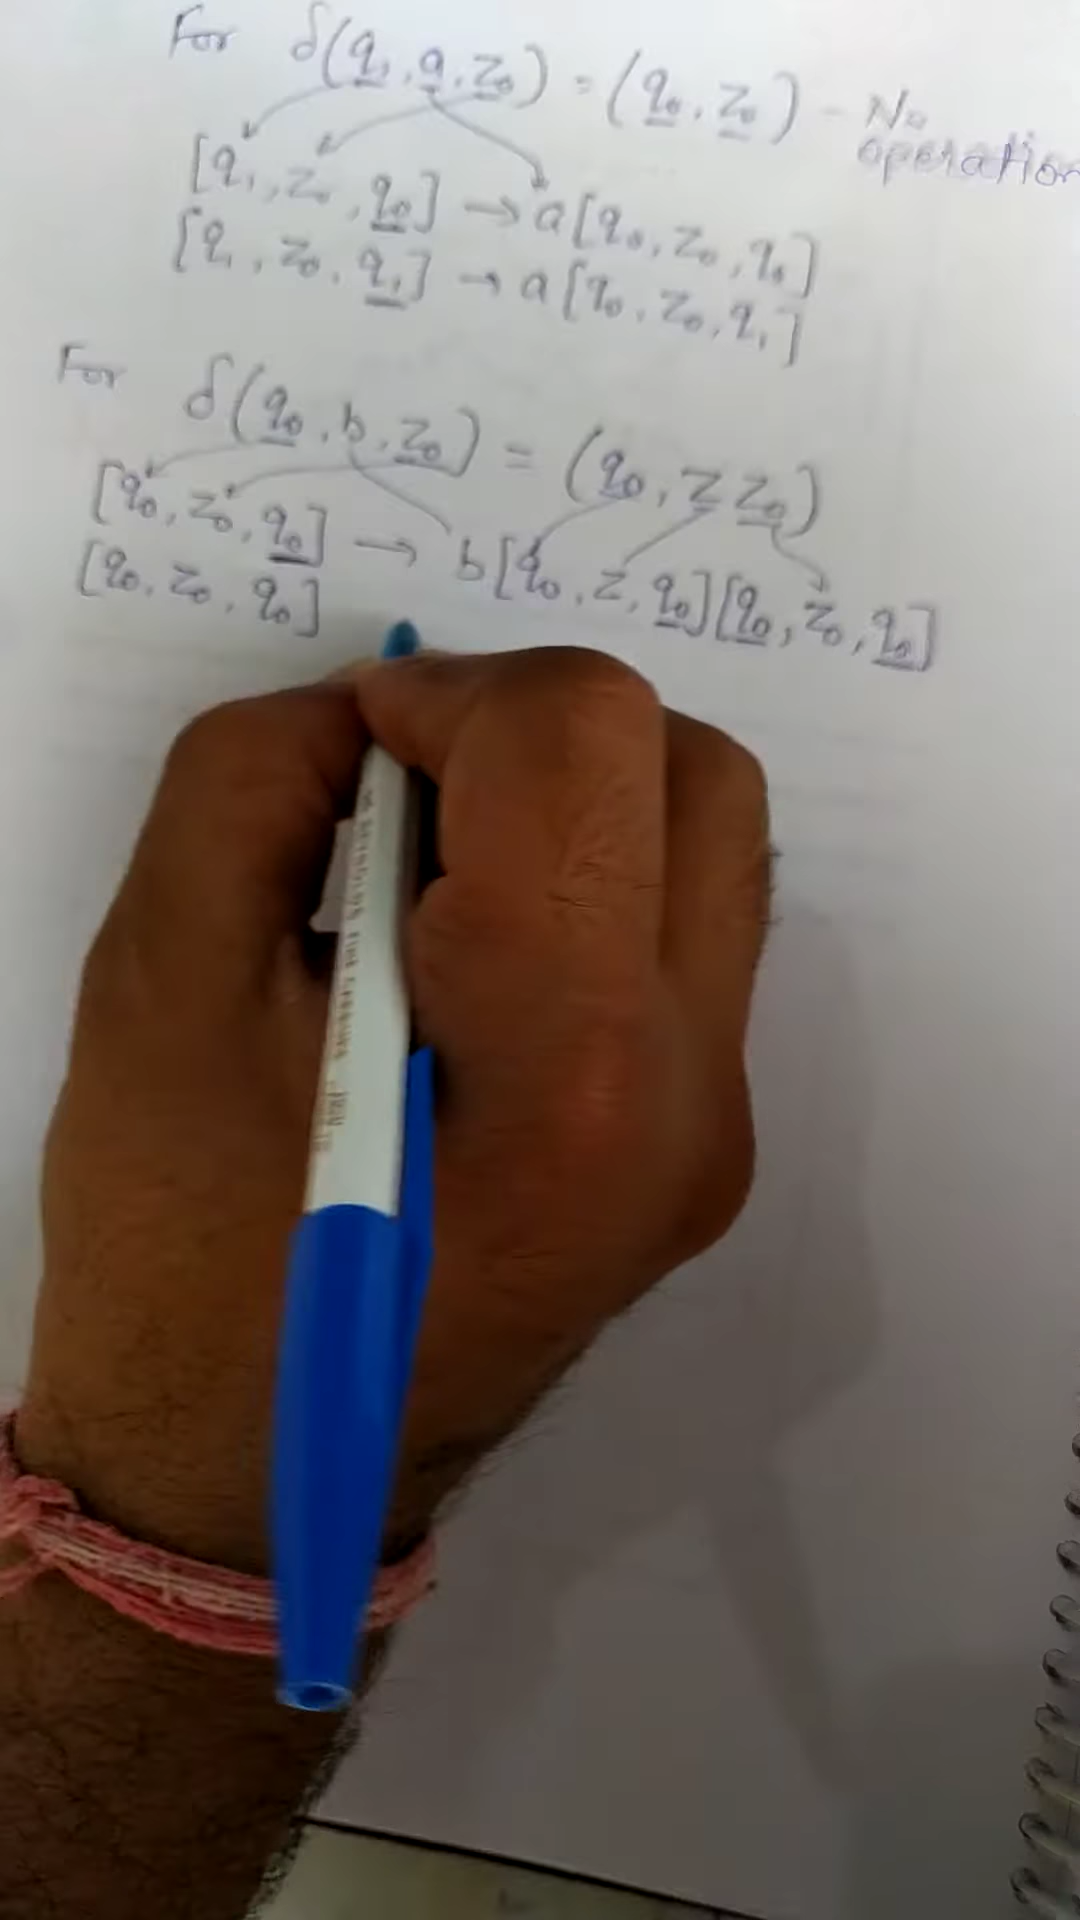 For δ(q₁, a, z₀) = (q₀, z₀) - No operation
[q₁, z₀, q₀] → a[q₀, z₀, q₀]
[q₁, z₀, q₁] → a[q₀, z₀, q₁]
For δ(q₀, b, z₀) = (q₀, z z₀)
[q₀, z₀, q₀] → b[q₀, z, q₀][q₀, z₀, q₀]
[q₀, z₀, q₀]